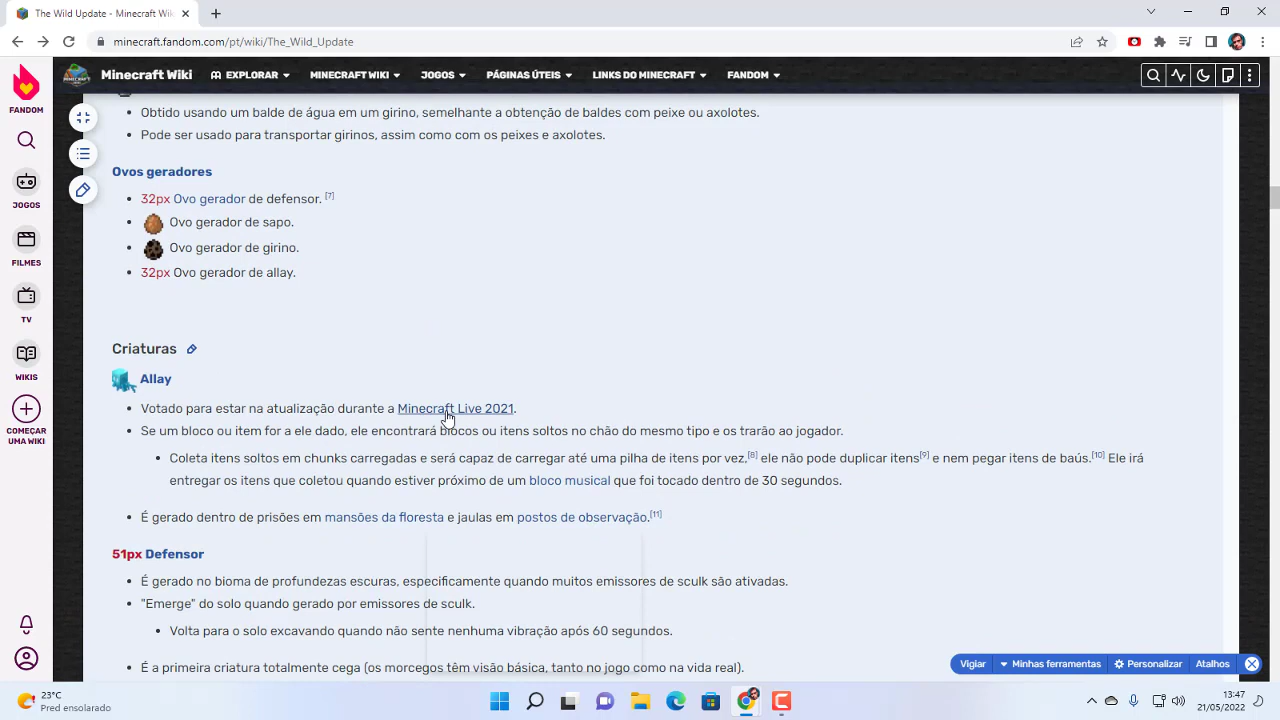 The Wild Update – Minecraft Wiki
minecraft.fandom.com/pt/wiki/The_Wild_Update
FANDOM
JOGOS
FILMES
TV
WIKIS
COMEÇAR
UMA WIKI
Minecraft Wiki
EXPLORAR
MINECRAFT WIKI
JOGOS
PÁGINAS ÚTEIS
LINKS DO MINECRAFT
FANDOM
Obtido usando um balde de água em um girino, semelhante a obtenção de baldes com peixe ou axolotes.
Pode ser usado para transportar girinos, assim como com os peixes e axolotes.
Ovos geradores
32px Ovo gerador de defensor. [7]
Ovo gerador de sapo.
Ovo gerador de girino.
32px Ovo gerador de allay.
Criaturas
Allay
Votado para estar na atualização durante a Minecraft Live 2021.
Se um bloco ou item for a ele dado, ele encontrará blocos ou itens soltos no chão do mesmo tipo e os trarão ao jogador.
Coleta itens soltos em chunks carregadas e será capaz de carregar até uma pilha de itens por vez,[8] ele não pode duplicar itens[9] e nem pegar itens de baús.[10] Ele irá
entregar os itens que coletou quando estiver próximo de um bloco musical que foi tocado dentro de 30 segundos.
É gerado dentro de prisões em mansões da floresta e jaulas em postos de observação.[11]
51px Defensor
É gerado no bioma de profundezas escuras, especificamente quando muitos emissores de sculk são ativadas.
"Emerge" do solo quando gerado por emissores de sculk.
Volta para o solo excavando quando não sente nenhuma vibração após 60 segundos.
É a primeira criatura totalmente cega (os morcegos têm visão básica, tanto no jogo como na vida real).
Vigiar
Minhas ferramentas
Personalizar
Atalhos
23°C
Pred ensolarado
13:47
21/05/2022